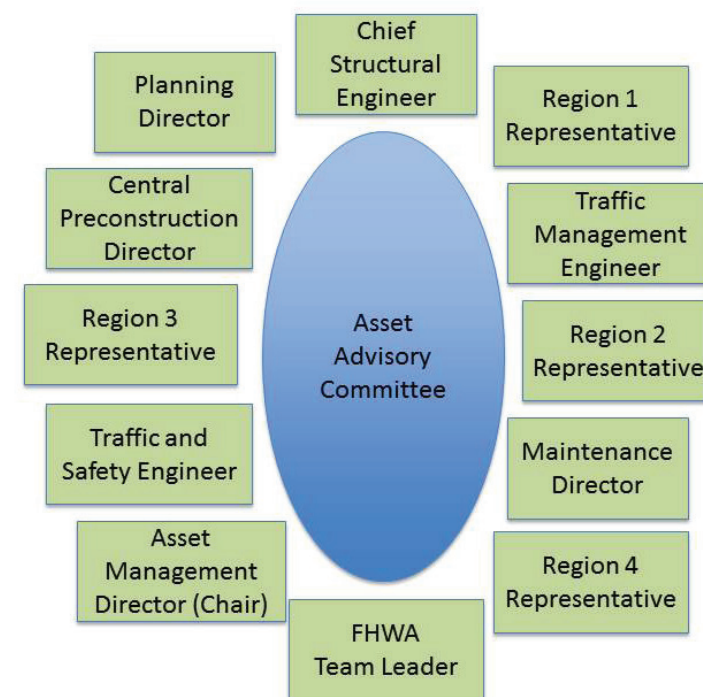 Chief
Structural
Engineer
Planning
Director
Region 1
Representative
Central
Preconstruction
Director
Traffic
Management
Engineer
Region 3
Representative
Asset
Advisory
Committee
Region 2
Representative
Traffic and
Safety Engineer
Maintenance
Director
Asset
Management
Director (Chair)
Region 4
Representative
FHWA
Team Leader